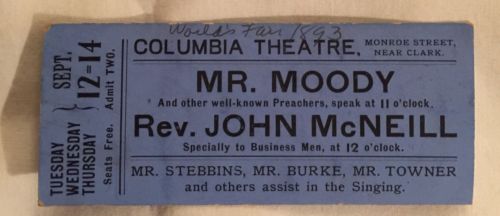 World's Fair 1893
TUESDAY
WEDNESDAY
THURSDAY
SEPT.
12=14
Seats Free. Admit Two.
COLUMBIA THEATRE, MONROE STREET, NEAR CLARK.
MR. MOODY
And other well-known Preachers, speak at 11 o'clock.
Rev. JOHN McNEILL
Specially to Business Men, at 12 o'clock.
MR. STEBBINS, MR. BURKE, MR. TOWNER
and others assist in the Singing.